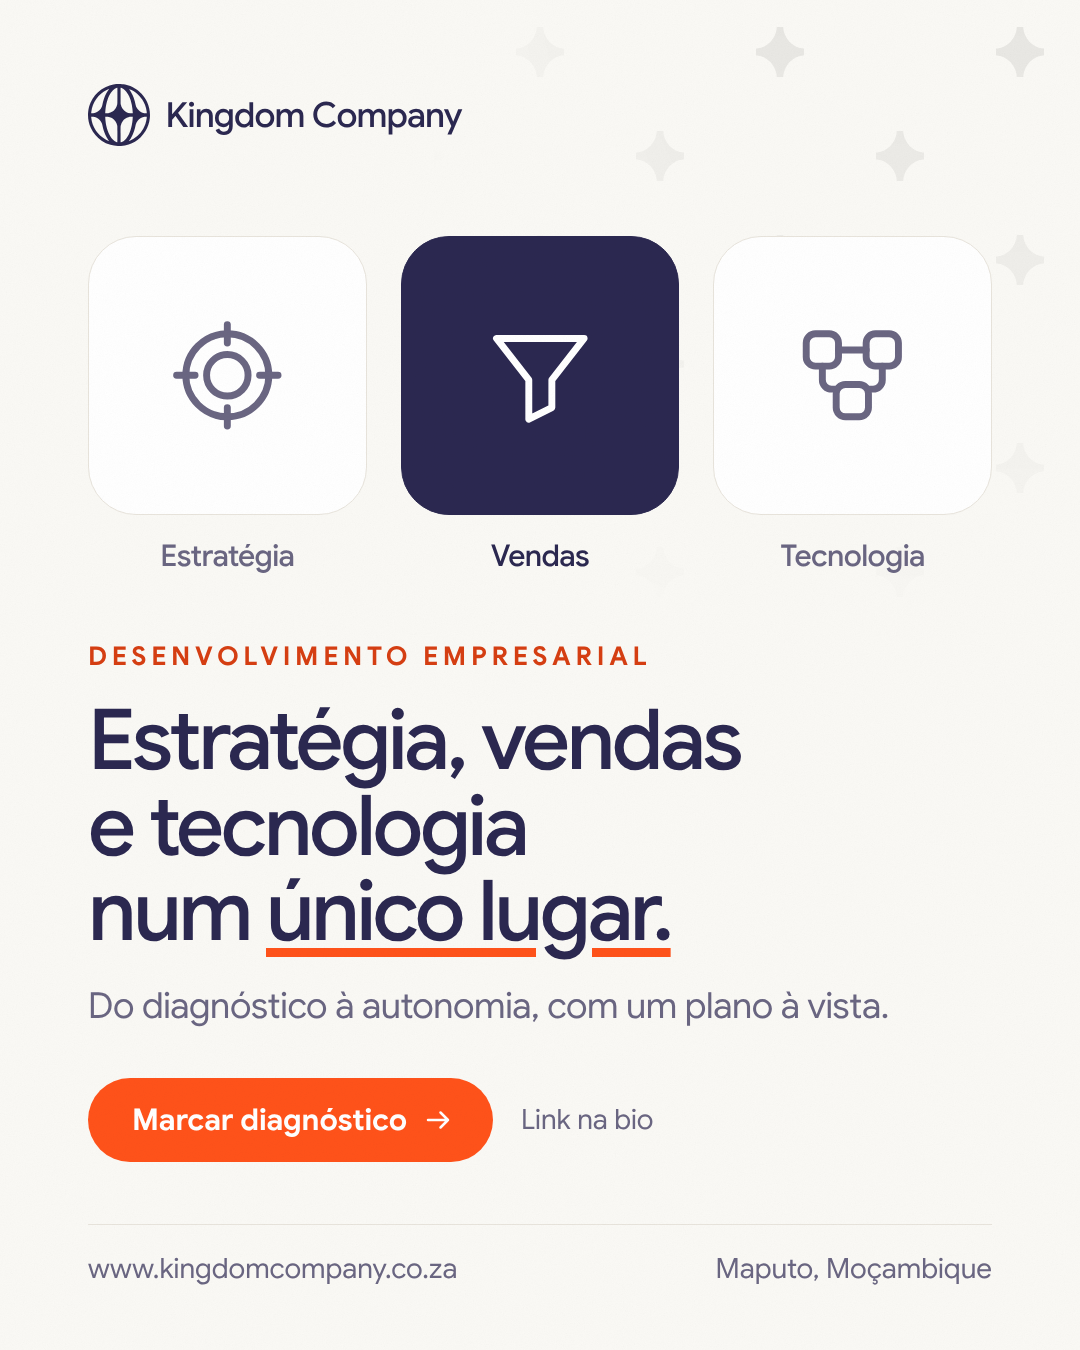 Kingdom Company
Estratégia
Vendas
Tecnologia
DESENVOLVIMENTO EMPRESARIAL
Estratégia, vendas
e tecnologia
num único lugar.
Do diagnóstico à autonomia, com um plano à vista.
Marcar diagnóstico →
Link na bio
www.kingdomcompany.co.za
Maputo, Moçambique